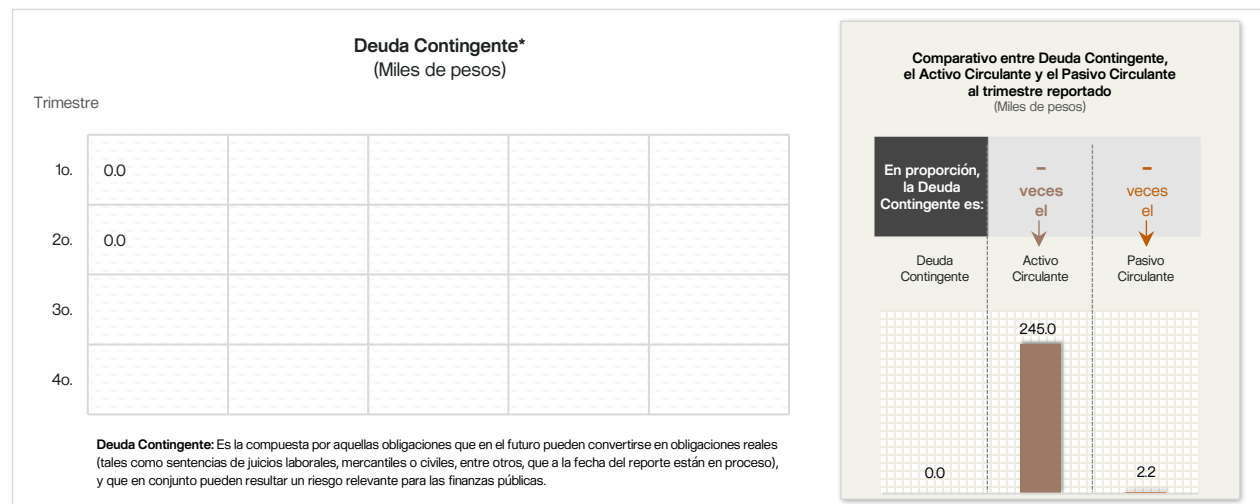 Deuda Contingente*
(Miles de pesos)
Trimestre
1o. 0.0
2o. 0.0
3o.
4o.
Deuda Contingente: Es la compuesta por aquellas obligaciones que en el futuro pueden convertirse en obligaciones reales
(tales como sentencias de juicios laborales, mercantiles o civiles, entre otros, que a la fecha del reporte están en proceso),
y que en conjunto pueden resultar un riesgo relevante para las finanzas públicas.
Comparativo entre Deuda Contingente,
el Activo Circulante y el Pasivo Circulante
al trimestre reportado
(Miles de pesos)
En proporción,
la Deuda
Contingente es:
–
veces
el
–
veces
el
Deuda
Contingente
Activo
Circulante
Pasivo
Circulante
0.0
245.0
2.2